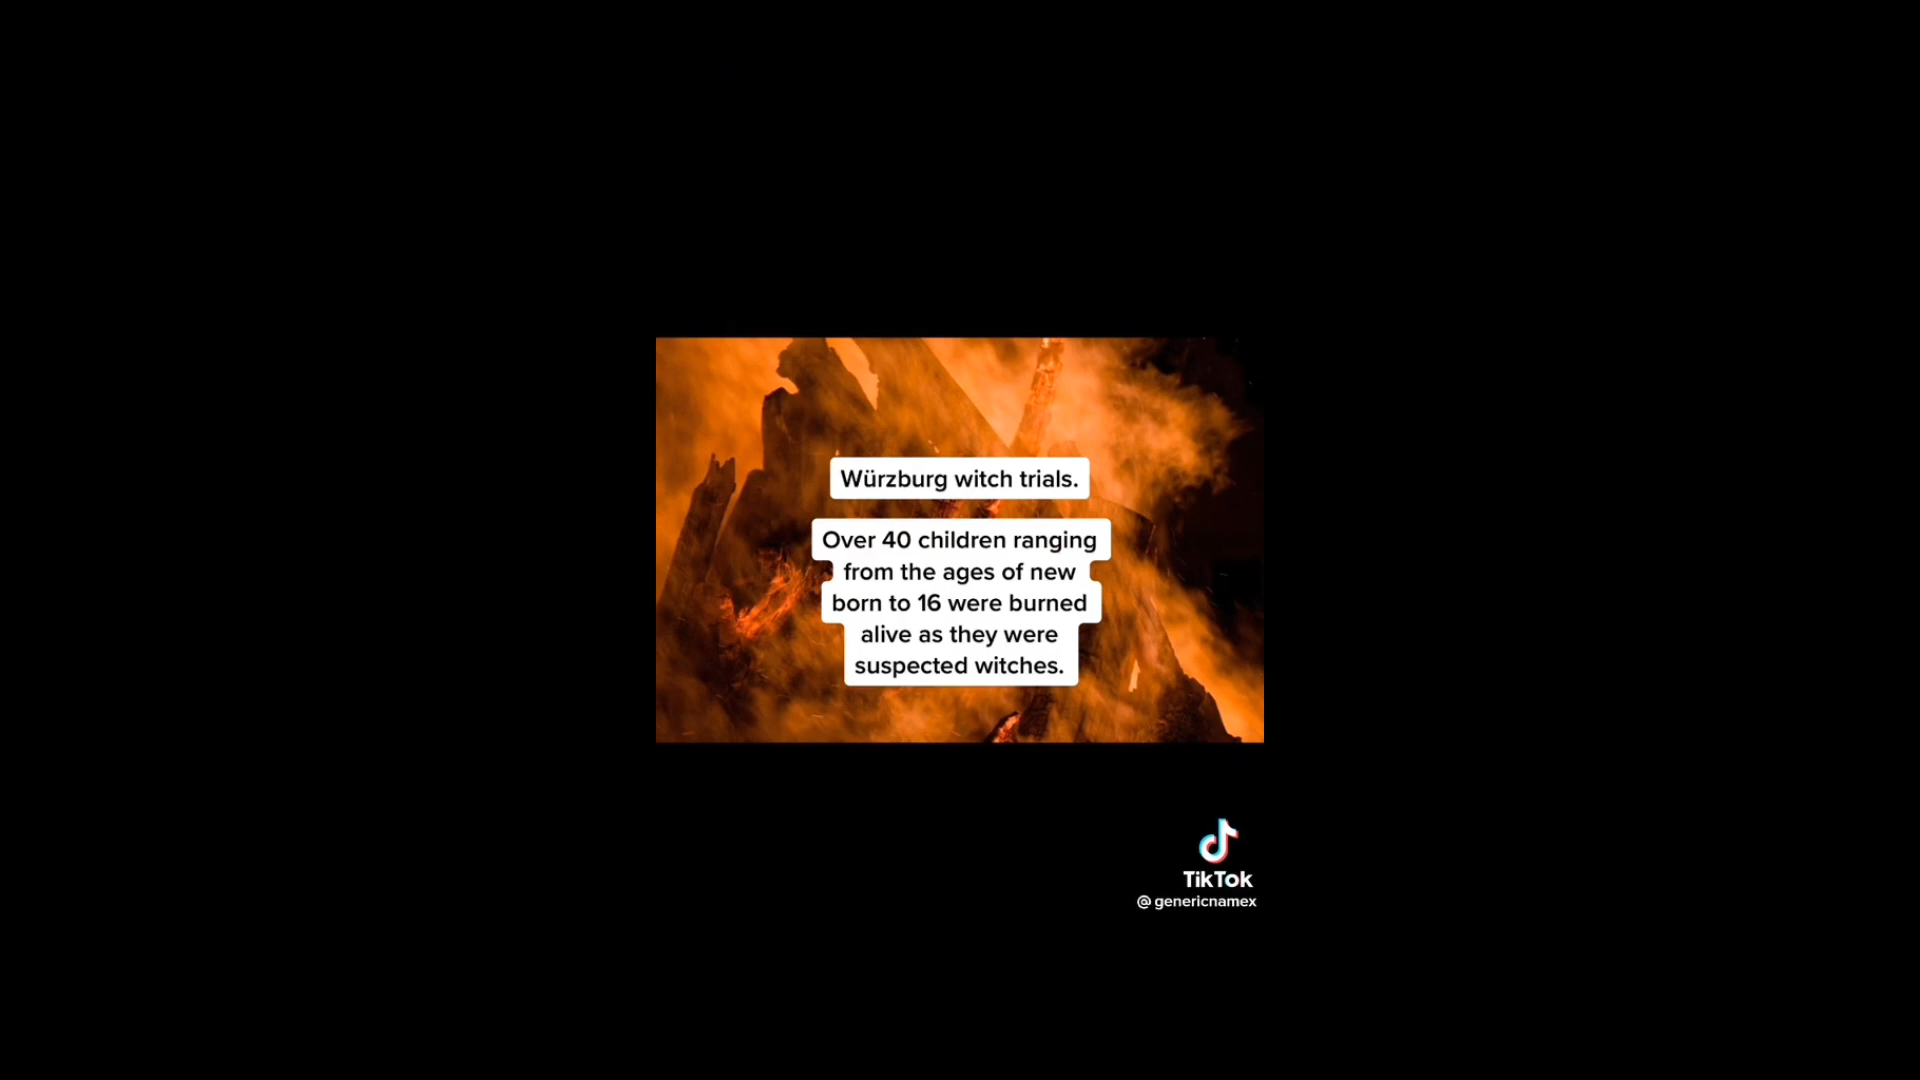 Würzburg witch trials.
Over 40 children ranging
from the ages of new
born to 16 were burned
alive as they were
suspected witches.
TikTok
@genericnamex